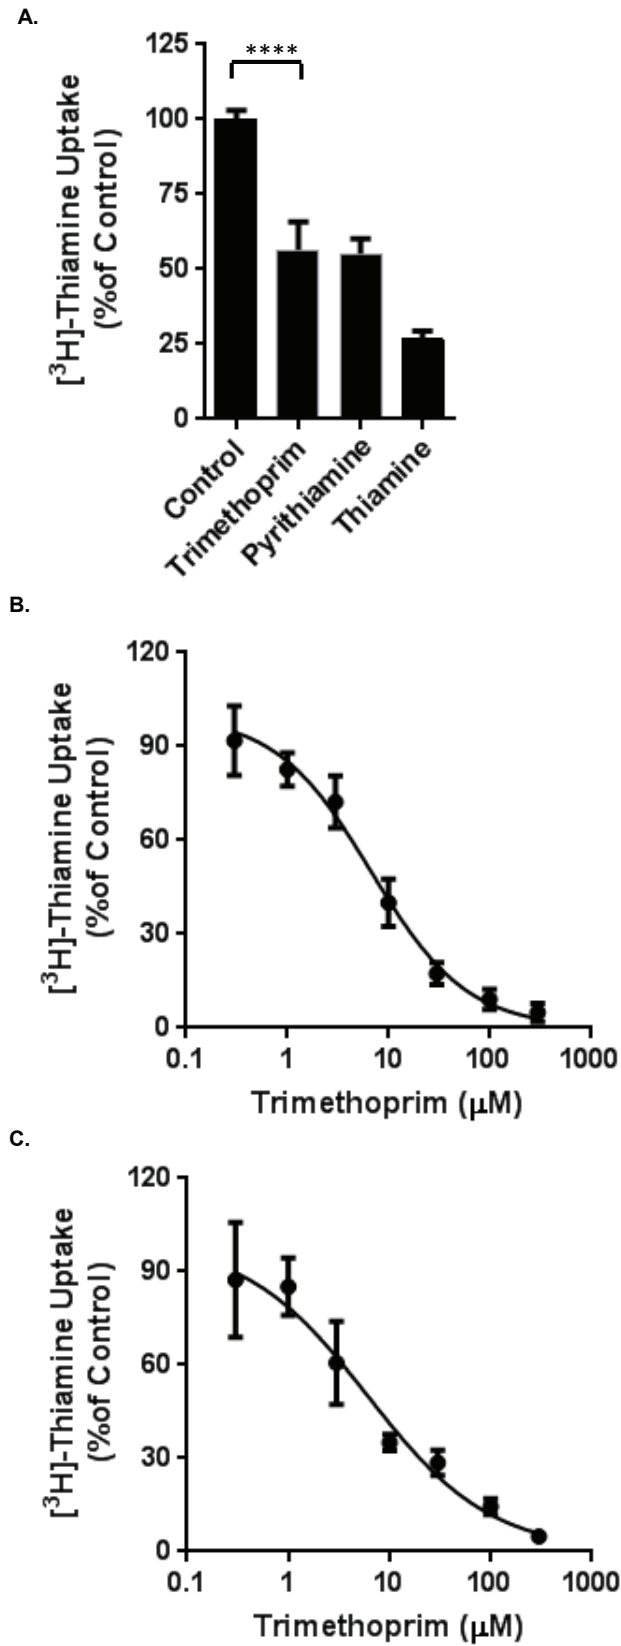 A.
[³H]-Thiamine Uptake
(%of Control)
125
100
75
50
25
0
****
Control
Trimethoprim
Pyrithiamine
Thiamine
B.
[³H]-Thiamine Uptake
(%of Control)
120
90
60
30
0
0.1 1 10 100 1000
Trimethoprim (μM)
C.
[³H]-Thiamine Uptake
(%of Control)
120
90
60
30
0
0.1 1 10 100 1000
Trimethoprim (μM)